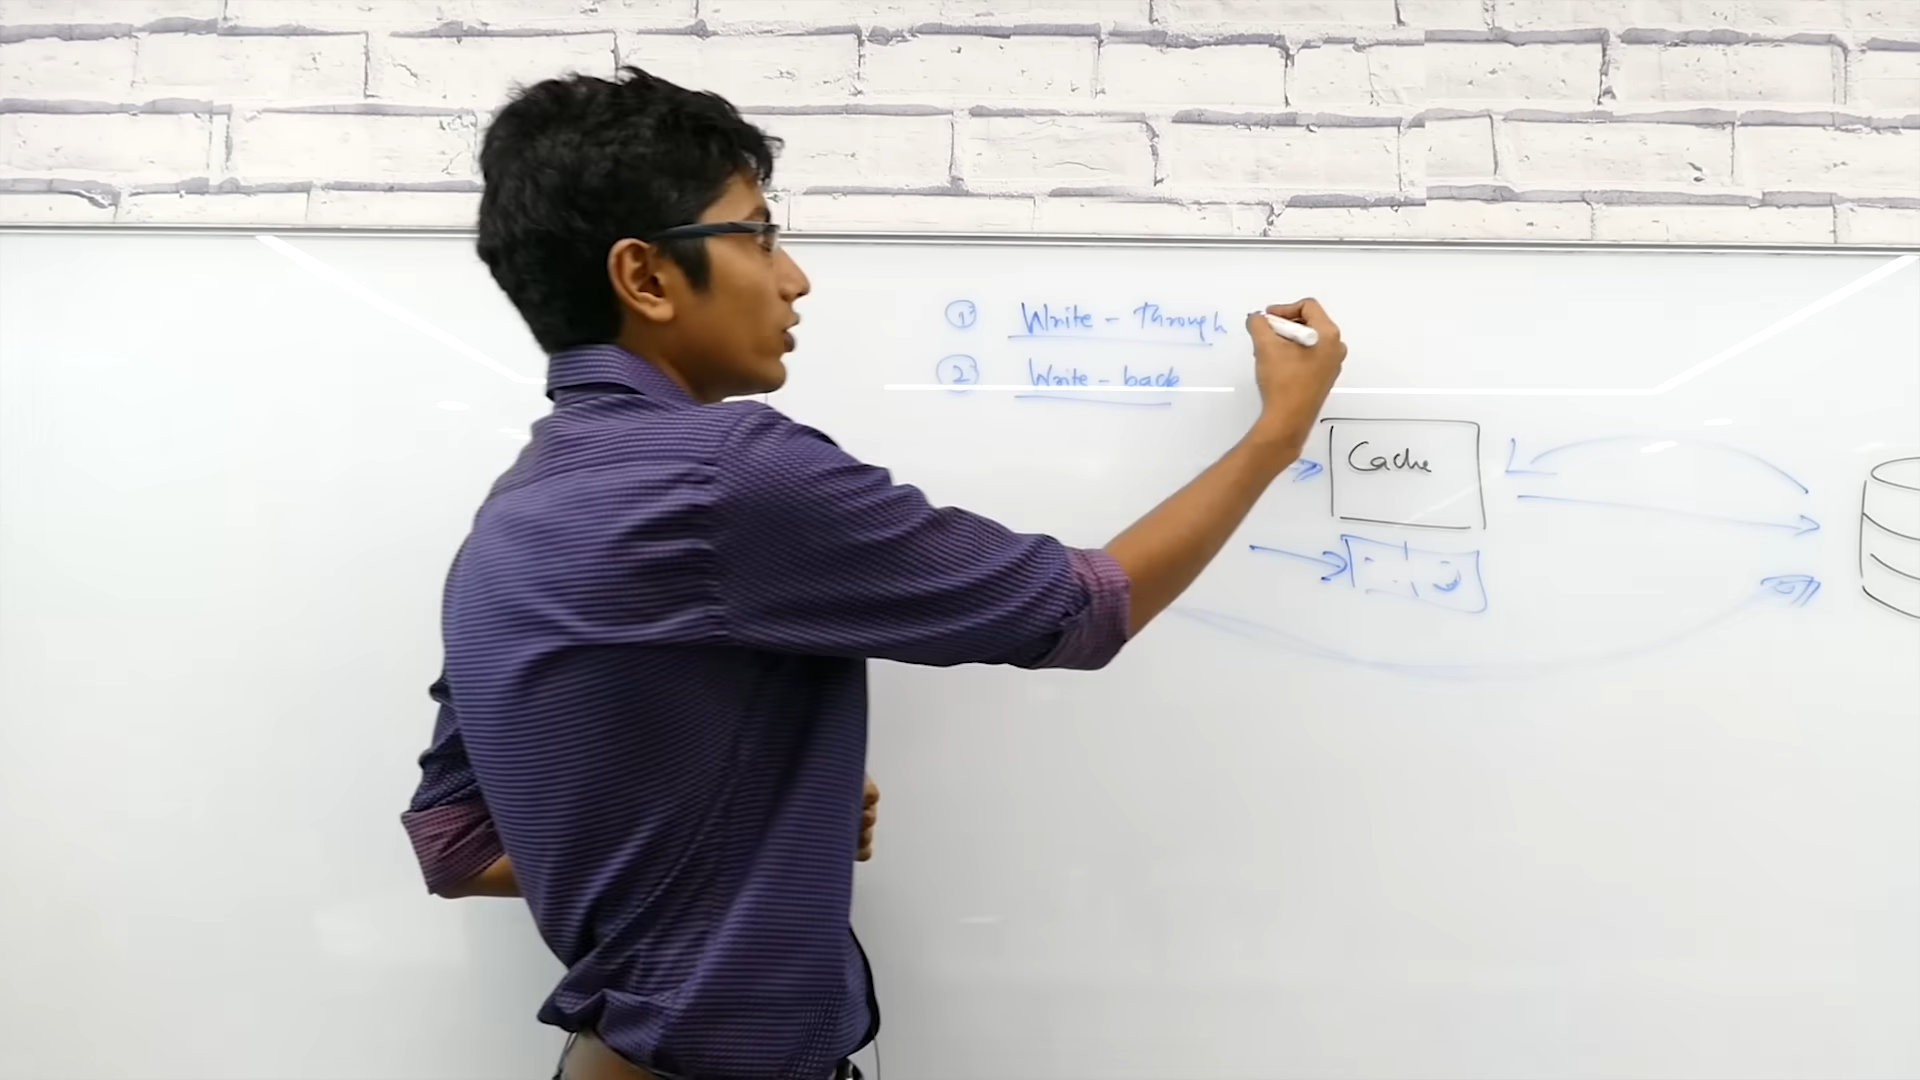 1 Write - Through
2 Write - back
Cache